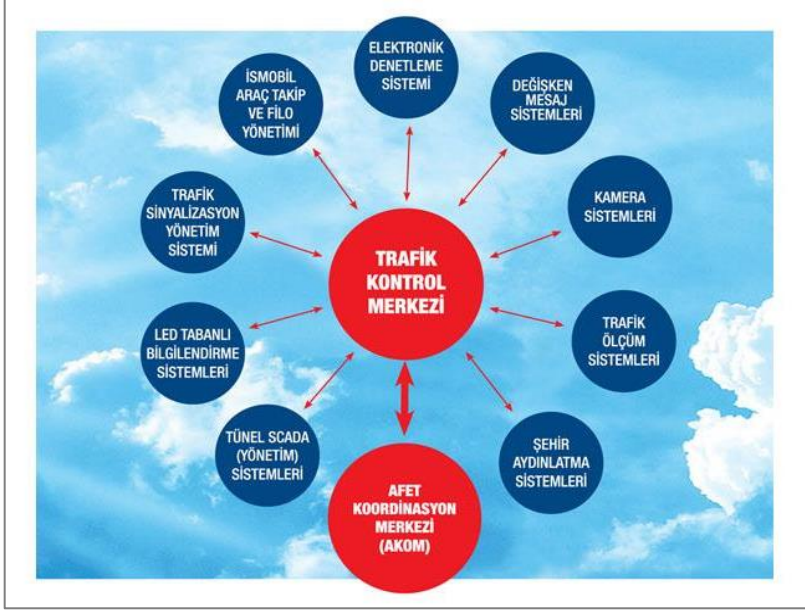 ELEKTRONİK
DENETLEME
SİSTEMİ
İSMOBİL
ARAÇ TAKİP
VE FİLO
YÖNETİMİ
DEĞİŞKEN
MESAJ
SİSTEMLERİ
TRAFİK
SİNYALİZASYON
YÖNETİM
SİSTEMİ
KAMERA
SİSTEMLERİ
TRAFİK
KONTROL
MERKEZİ
LED TABANLI
BİLGİLENDİRME
SİSTEMLERİ
TRAFİK
ÖLÇÜM
SİSTEMLERİ
TÜNEL SCADA
(YÖNETİM)
SİSTEMLERİ
ŞEHİR
AYDINLATMA
SİSTEMLERİ
AFET
KOORDİNASYON
MERKEZİ
(AKOM)